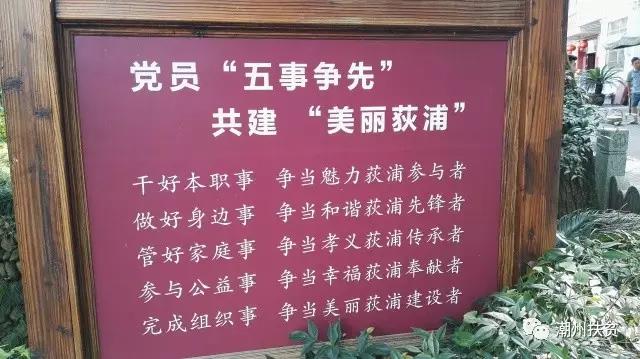 党员“五事争先”
共建 “美丽荻浦”
干好本职事 争当魅力荻浦参与者
做好身边事 争当和谐荻浦先锋者
管好家庭事 争当孝义荻浦传承者
参与公益事 争当幸福荻浦奉献者
完成组织事 争当美丽荻浦建设者
潮州扶贫